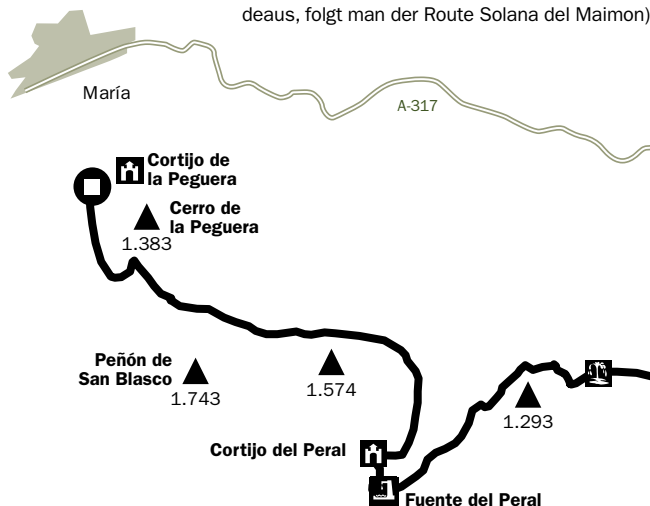 deaus, folgt man der Route Solana del Maimon)
María
A-317
Cortijo de
la Peguera
Cerro de
la Peguera
1.383
Peñón de
San Blasco
1.743
1.574
1.293
Cortijo del Peral
Fuente del Peral